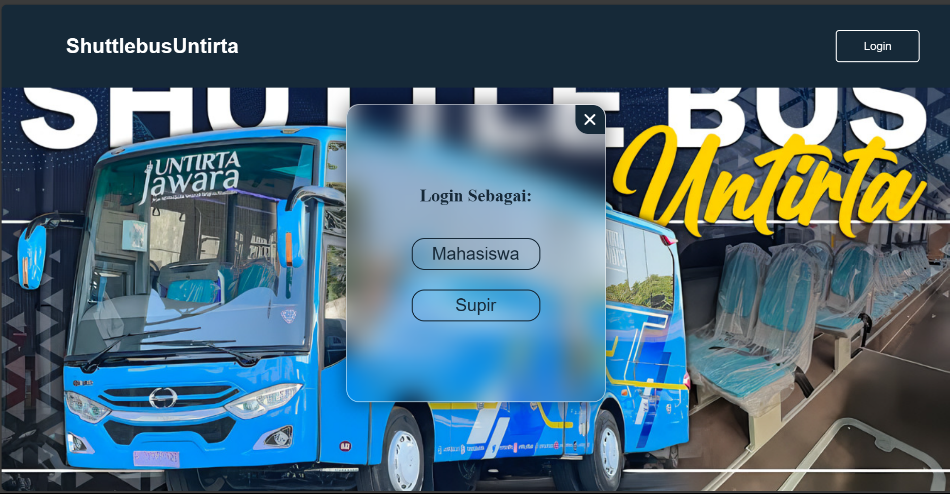 ShuttlebusUntirta
Login
SHUTTLE BUS
Untirta
UNTIRTA
Jawara
Login Sebagai:
Mahasiswa
Supir